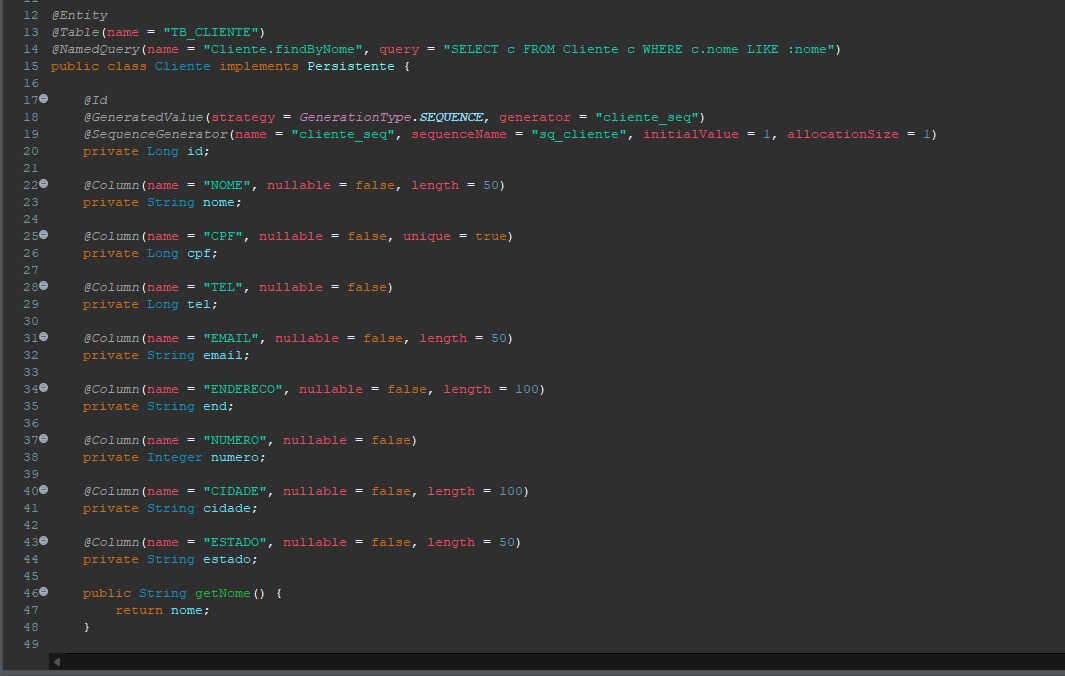 12 @Entity
13 @Table(name = "TB_CLIENTE")
14 @NamedQuery(name = "Cliente.findByNome", query = "SELECT c FROM Cliente c WHERE c.nome LIKE :nome")
15 public class Cliente implements Persistente {
16
17 @Id
18 @GeneratedValue(strategy = GenerationType.SEQUENCE, generator = "cliente_seq")
19 @SequenceGenerator(name = "cliente_seq", sequenceName = "sq_cliente", initialValue = 1, allocationSize = 1)
20 private Long id;
21
22 @Column(name = "NOME", nullable = false, length = 50)
23 private String nome;
24
25 @Column(name = "CPF", nullable = false, unique = true)
26 private Long cpf;
27
28 @Column(name = "TEL", nullable = false)
29 private Long tel;
30
31 @Column(name = "EMAIL", nullable = false, length = 50)
32 private String email;
33
34 @Column(name = "ENDERECO", nullable = false, length = 100)
35 private String end;
36
37 @Column(name = "NUMERO", nullable = false)
38 private Integer numero;
39
40 @Column(name = "CIDADE", nullable = false, length = 100)
41 private String cidade;
42
43 @Column(name = "ESTADO", nullable = false, length = 50)
44 private String estado;
45
46 public String getNome() {
47 return nome;
48 }
49